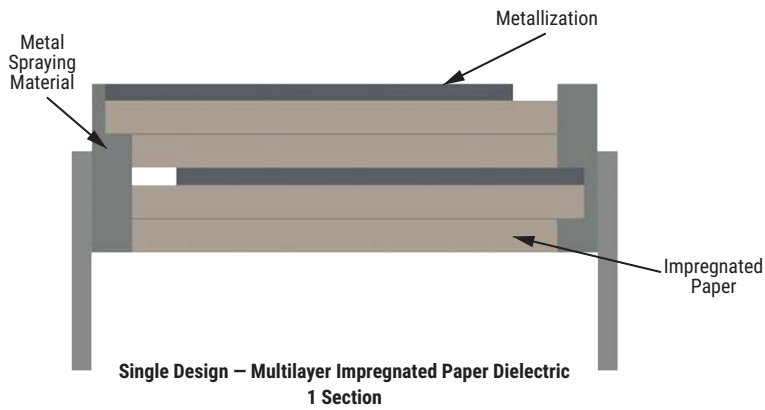 Metallization
Metal
Spraying
Material
Impregnated
Paper
Single Design — Multilayer Impregnated Paper Dielectric
1 Section